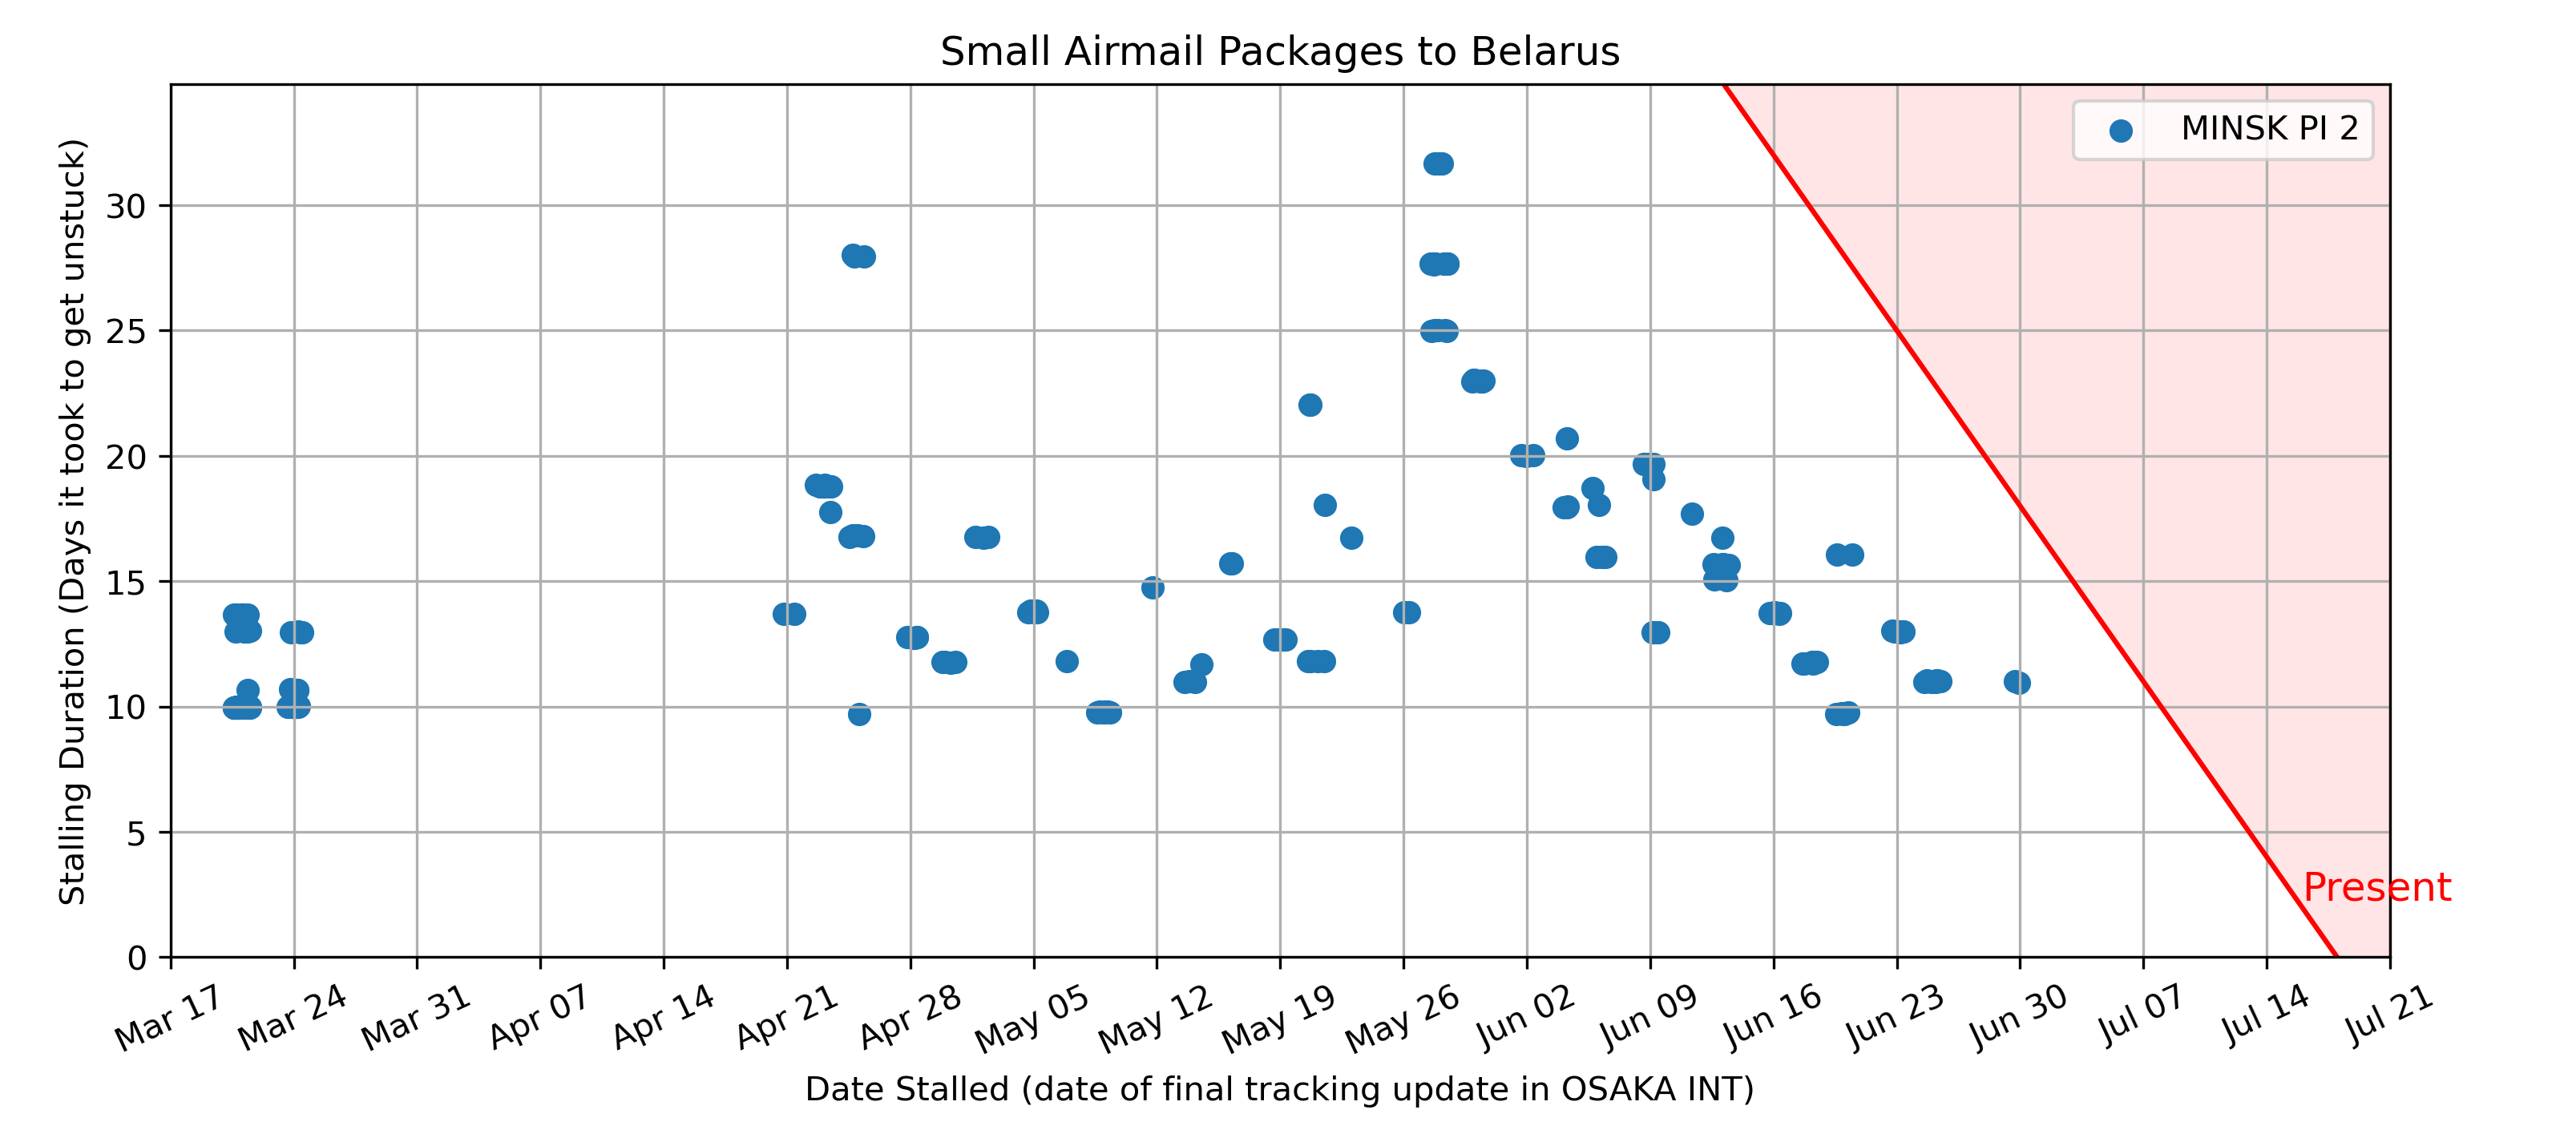 Small Airmail Packages to Belarus
MINSK PI 2
Stalling Duration (Days it took to get unstuck)
30
25
20
15
10
5
0
Present
Mar 17
Mar 24
Mar 31
Apr 07
Apr 14
Apr 21
Apr 28
May 05
May 12
May 19
May 26
Jun 02
Jun 09
Jun 16
Jun 23
Jun 30
Jul 07
Jul 14
Jul 21
Date Stalled (date of final tracking update in OSAKA INT)